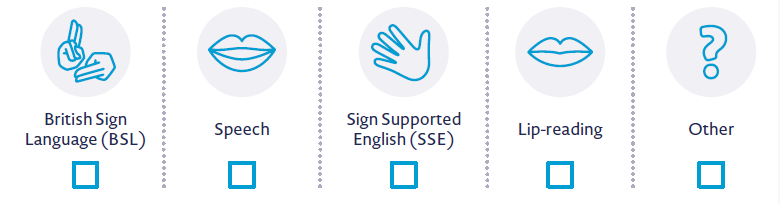 British Sign
Language (BSL)
Speech
Sign Supported
English (SSE)
Lip-reading
Other